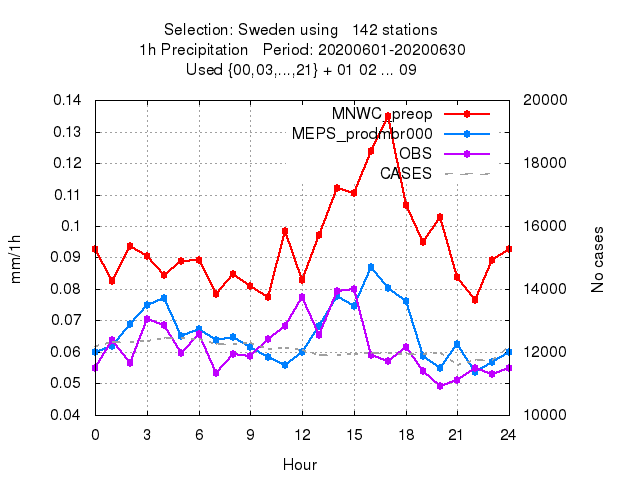 Selection: Sweden using 142 stations
1h Precipitation Period: 20200601-20200630
Used {00,03,...,21} + 01 02 ... 09
0.14 20000
MNWC_preop
0.13
MEPS_prodmbr000
OBS
0.12 18000
CASES
0.11
0.1 16000
0.09
0.08 14000
0.07
0.06 12000
0.05
0.04 10000
mm/1h
No cases
0 3 6 9 12 15 18 21 24
Hour